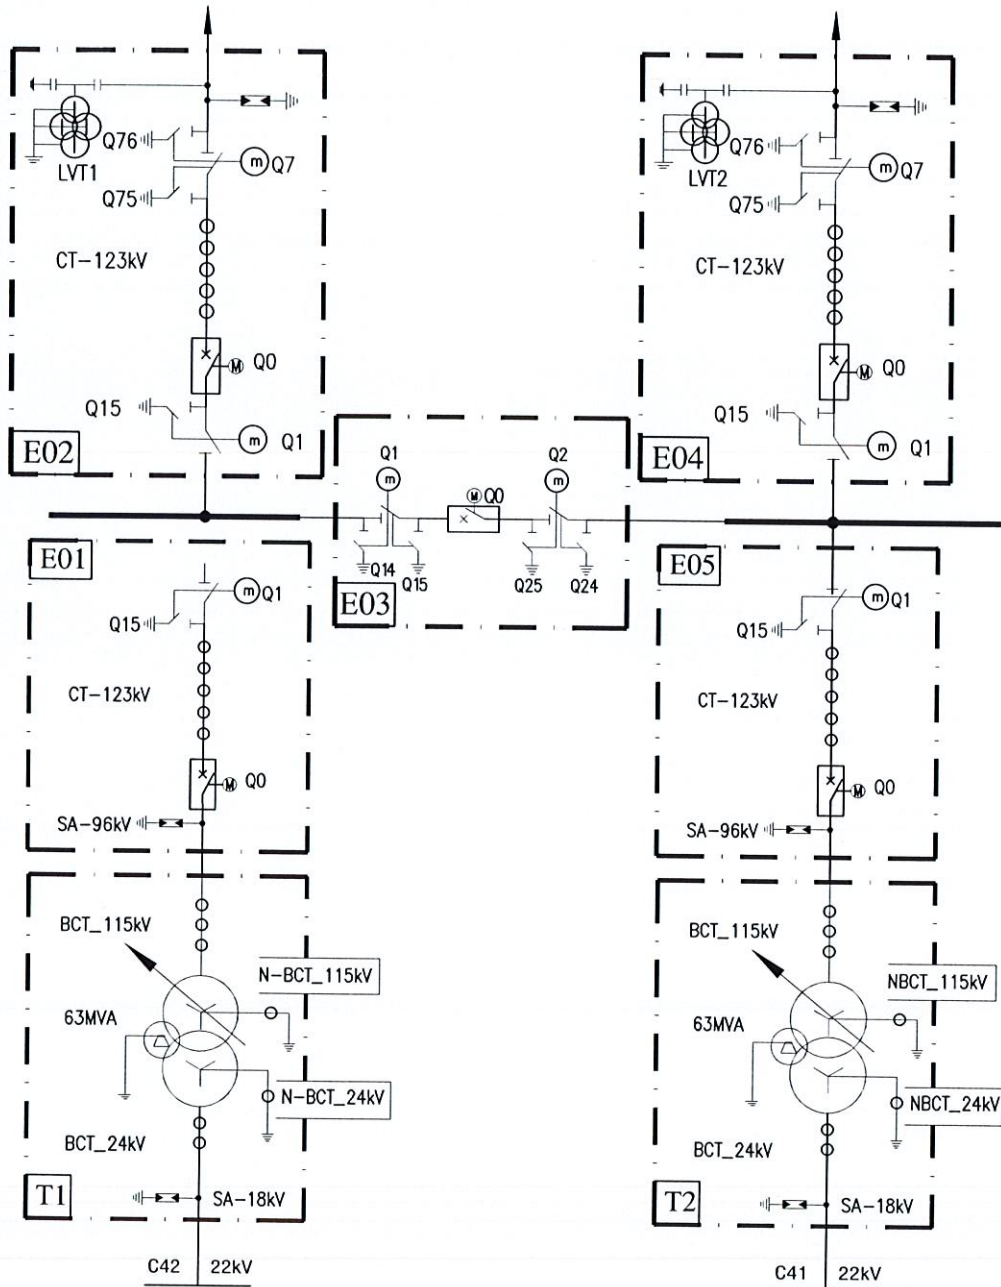 Q76
m
Q7
LVT1
Q75
CT-123kV
M
Q0
Q15
m
Q1
E02
Q76
m
Q7
LVT2
Q75
CT-123kV
M
Q0
Q15
m
Q1
E04
Q1
m
Q2
m
M
Q0
Q14
Q15
Q25
Q24
E03
E01
m
Q1
Q15
CT-123kV
M
Q0
SA-96kV
E05
m
Q1
Q15
CT-123kV
M
Q0
SA-96kV
BCT_115kV
N-BCT_115kV
63MVA
N-BCT_24kV
BCT_24kV
T1
SA-18kV
C42
22kV
BCT_115kV
NBCT_115kV
63MVA
NBCT_24kV
BCT_24kV
T2
SA-18kV
C41
22kV